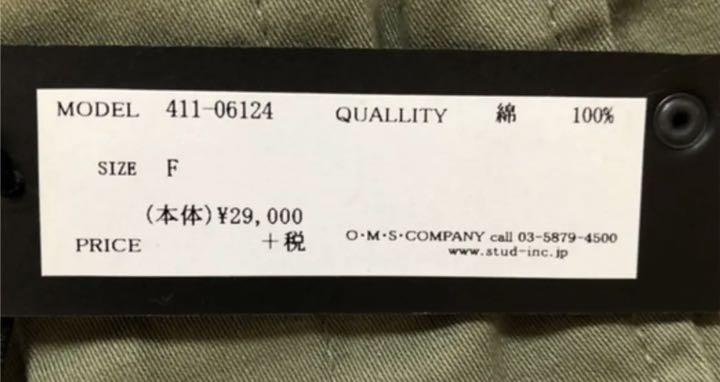 MODEL 411-06124 QUALLITY 綿 100%
SIZE F
(本体)¥29,000
PRICE +税
O·M·S·COMPANY call 03-5879-4500
www.stud-inc.jp